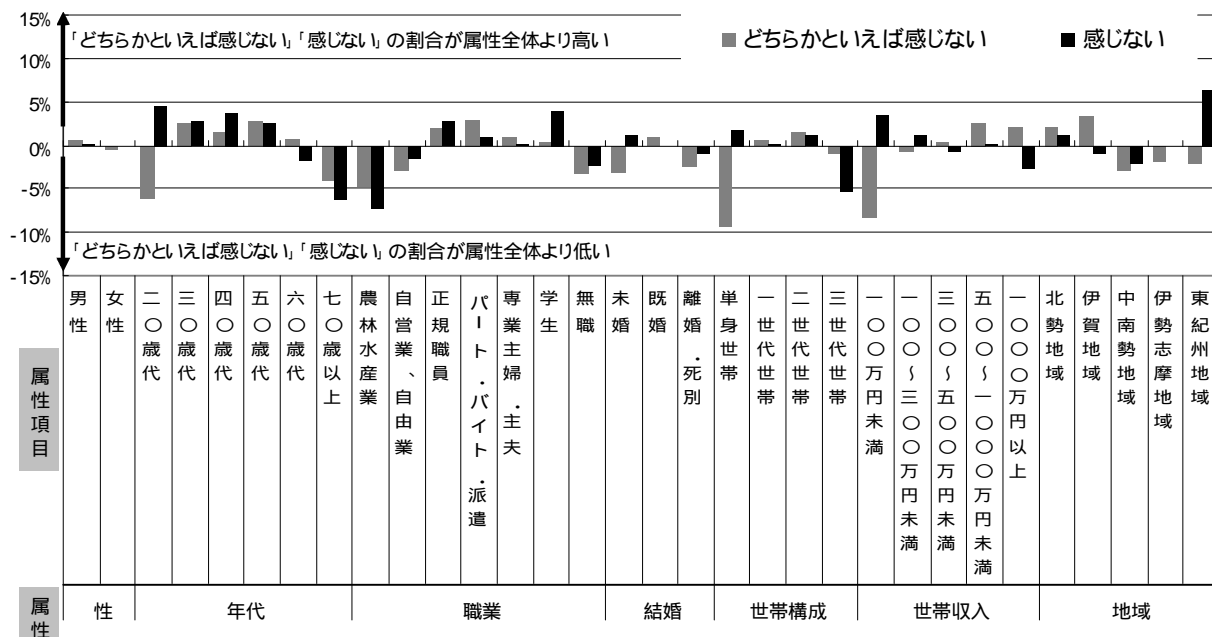 15%
10%
5%
0%
-5%
-10%
-15%
「どちらかといえば感じない」「感じない」の割合が属性全体より高い
どちらかといえば感じない
感じない
「どちらかといえば感じない」「感じない」の割合が属性全体より低い
属性項目
男性
女性
二〇歳代
三〇歳代
四〇歳代
五〇歳代
六〇歳代
七〇歳以上
農林水産業
自営業、自由業
正規職員
パート・バイト・派遣
専業主婦・主夫
学生
無職
未婚
既婚
離婚・死別
単身世帯
一世代世帯
二世代世帯
三世代世帯
一〇〇万円未満
一〇〇～三〇〇万円未満
三〇〇～五〇〇万円未満
五〇〇～一〇〇〇万円未満
一〇〇〇万円以上
北勢地域
伊賀地域
中南勢地域
伊勢志摩地域
東紀州地域
属性
性
年代
職業
結婚
世帯構成
世帯収入
地域